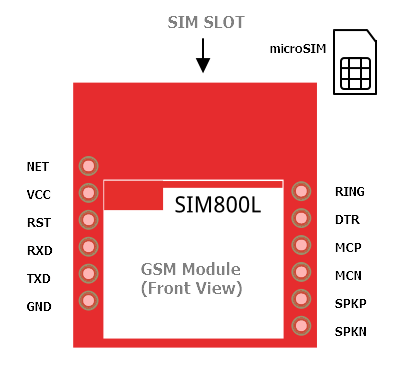 SIM SLOT
microSIM
NET
VCC
RST
RXD
TXD
GND
SIM800L
GSM Module
(Front View)
RING
DTR
MCP
MCN
SPKP
SPKN